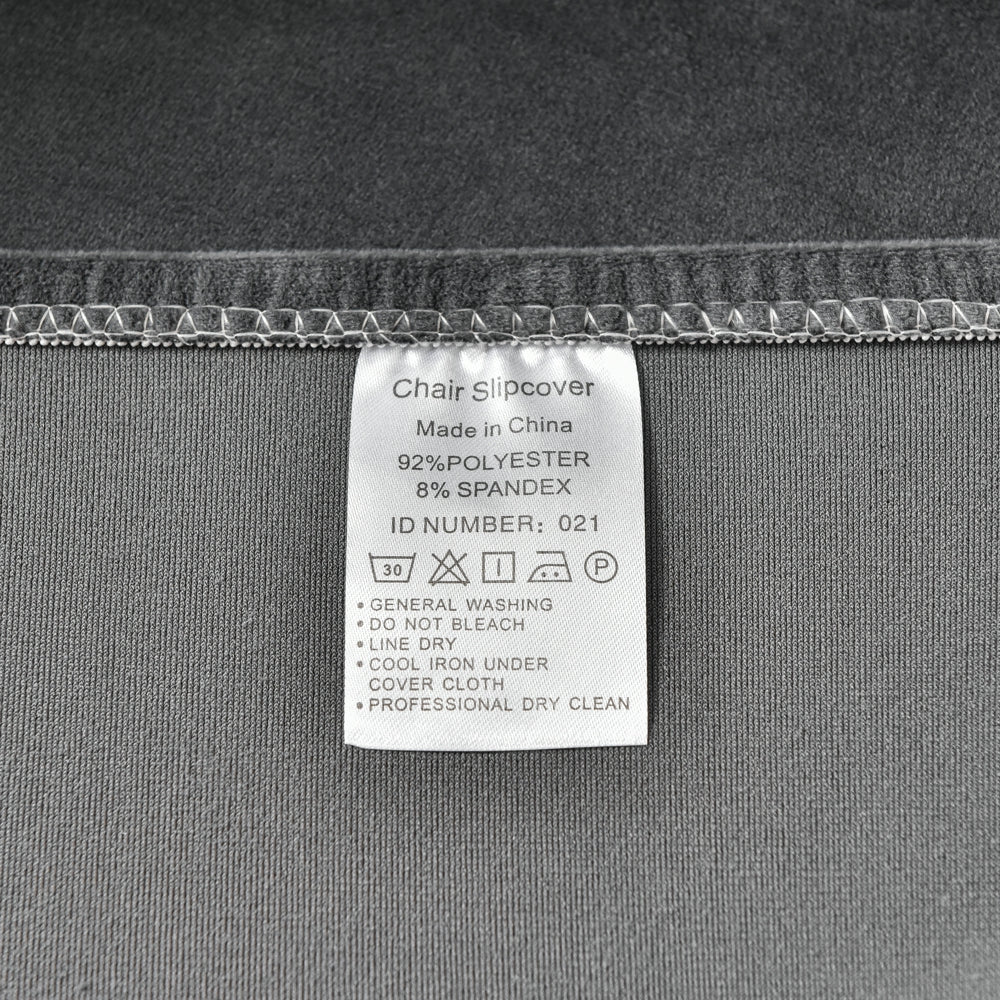 Chair Slipcover
Made in China
92%POLYESTER
8% SPANDEX
ID NUMBER: 021
30 P
• GENERAL WASHING
• DO NOT BLEACH
• LINE DRY
• COOL IRON UNDER
COVER CLOTH
• PROFESSIONAL DRY CLEAN